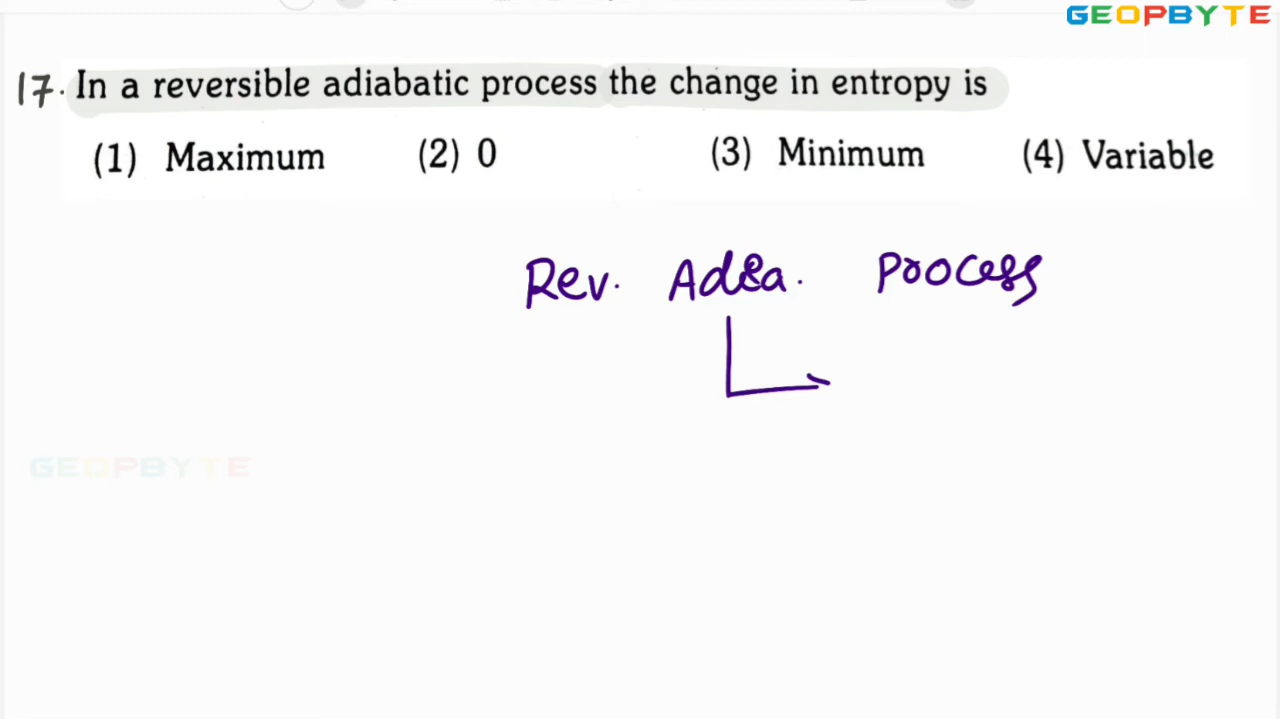 GEOPBYTE
17. In a reversible adiabatic process the change in entropy is
(1) Maximum (2) 0 (3) Minimum (4) Variable
Rev. Adia. Process
GEOPBYTE